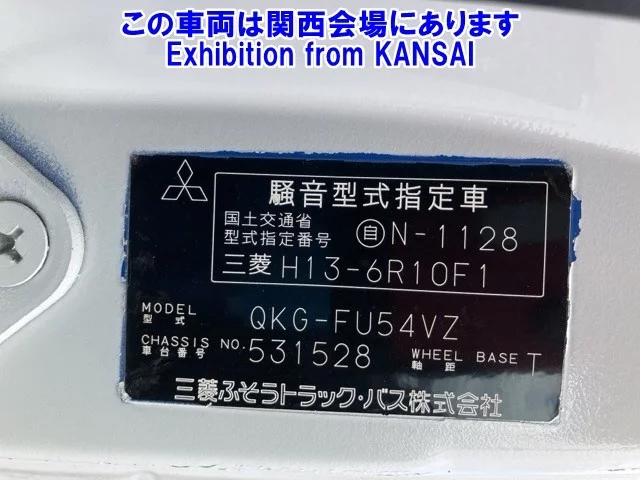 この車両は関西会場にあります
Exhibition from KANSAI
騒音型式指定車
国土交通省
型式指定番号 自 N-1128
三菱 H13-6R10F1
MODEL
型式 QKG-FU54VZ
CHASSIS NO.
車台番号 531528 WHEEL BASE
軸距 T
三菱ふそうトラック・バス株式会社